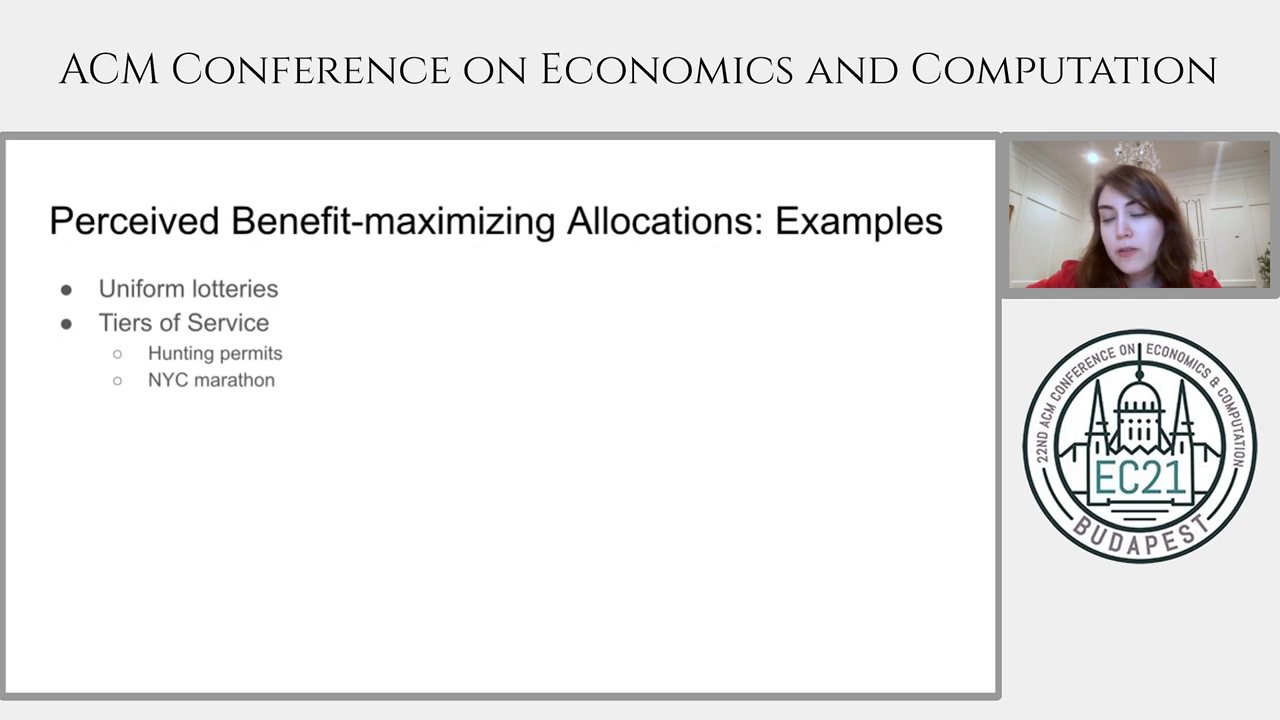 ACM Conference on Economics and Computation
Perceived Benefit-maximizing Allocations: Examples
● Uniform lotteries
● Tiers of Service
○ Hunting permits
○ NYC marathon
22ND ACM CONFERENCE ON ECONOMICS & COMPUTATION
EC21
BUDAPEST